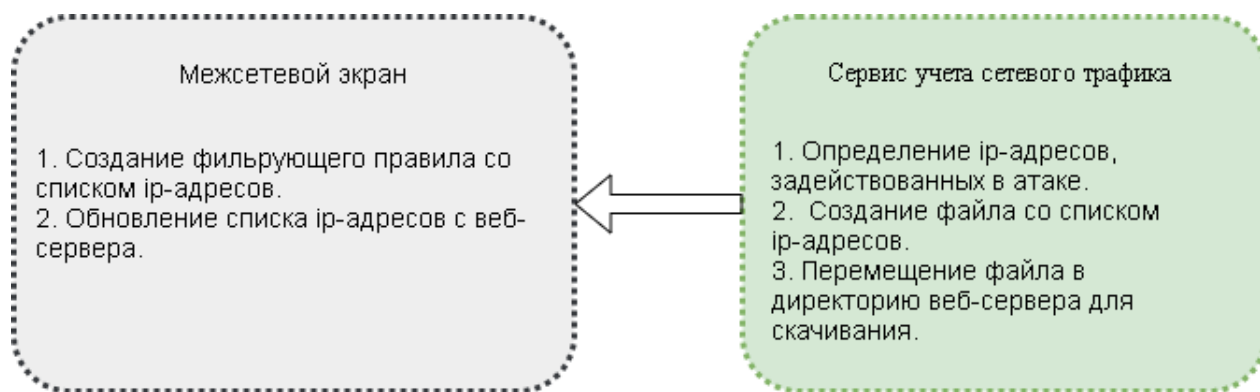 Межсетевой экран
1. Создание фильрующего правила со
списком ip-адресов.
2. Обновление списка ip-адресов с веб-
сервера.
Сервис учета сетевого трафика
1. Определение ip-адресов,
задействованных в атаке.
2. Создание файла со списком
ip-адресов.
3. Перемещение файла в
директорию веб-сервера для
скачивания.